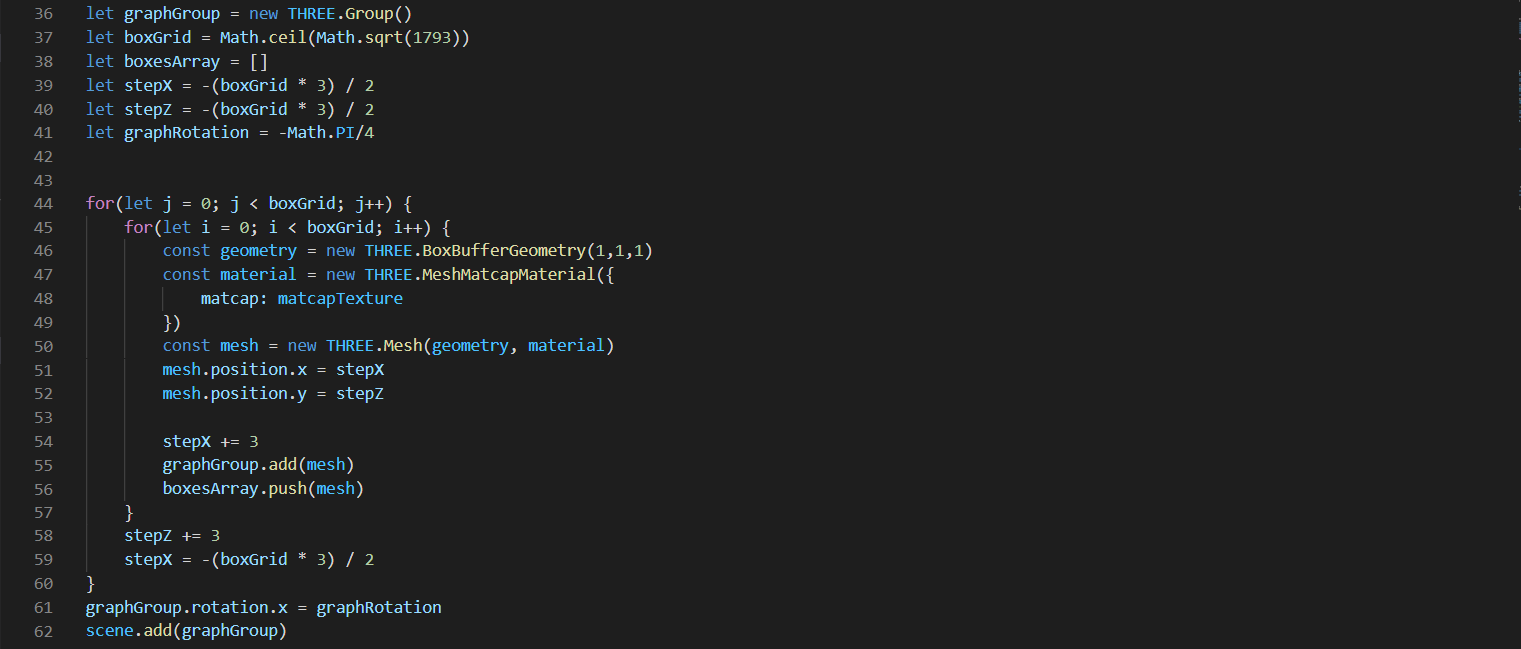 36 let graphGroup = new THREE.Group()
37 let boxGrid = Math.ceil(Math.sqrt(1793))
38 let boxesArray = []
39 let stepX = -(boxGrid * 3) / 2
40 let stepZ = -(boxGrid * 3) / 2
41 let graphRotation = -Math.PI/4
42
43
44 for(let j = 0; j < boxGrid; j++) {
45     for(let i = 0; i < boxGrid; i++) {
46         const geometry = new THREE.BoxBufferGeometry(1,1,1)
47         const material = new THREE.MeshMatcapMaterial({
48             matcap: matcapTexture
49         })
50         const mesh = new THREE.Mesh(geometry, material)
51         mesh.position.x = stepX
52         mesh.position.y = stepZ
53
54         stepX += 3
55         graphGroup.add(mesh)
56         boxesArray.push(mesh)
57     }
58     stepZ += 3
59     stepX = -(boxGrid * 3) / 2
60 }
61 graphGroup.rotation.x = graphRotation
62 scene.add(graphGroup)